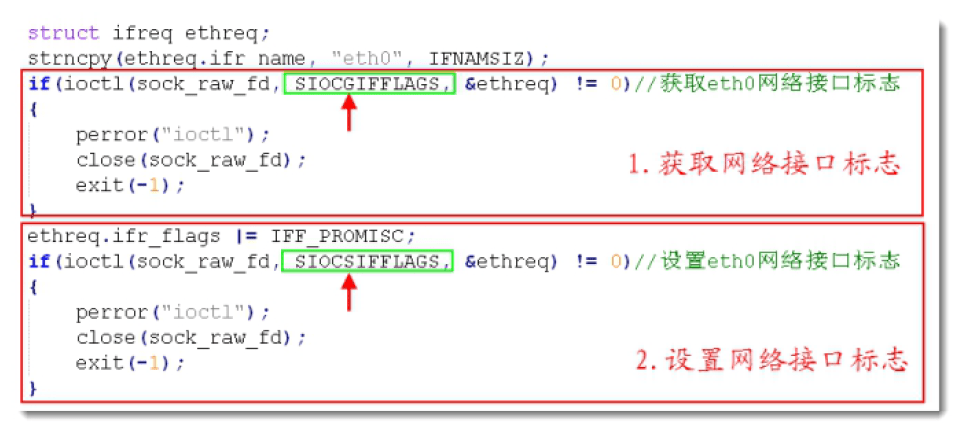 struct ifreq ethreq;
strncpy(ethreq.ifr_name, "eth0", IFNAMSIZ);
if(ioctl(sock_raw_fd, SIOCGIFFLAGS, &ethreq) != 0)//获取eth0网络接口标志
{
perror("ioctl");
close(sock_raw_fd);
exit(-1);
}
1.获取网络接口标志
ethreq.ifr_flags |= IFF_PROMISC;
if(ioctl(sock_raw_fd, SIOCSIFFLAGS, &ethreq) != 0)//设置eth0网络接口标志
{
perror("ioctl");
close(sock_raw_fd);
exit(-1);
}
2.设置网络接口标志